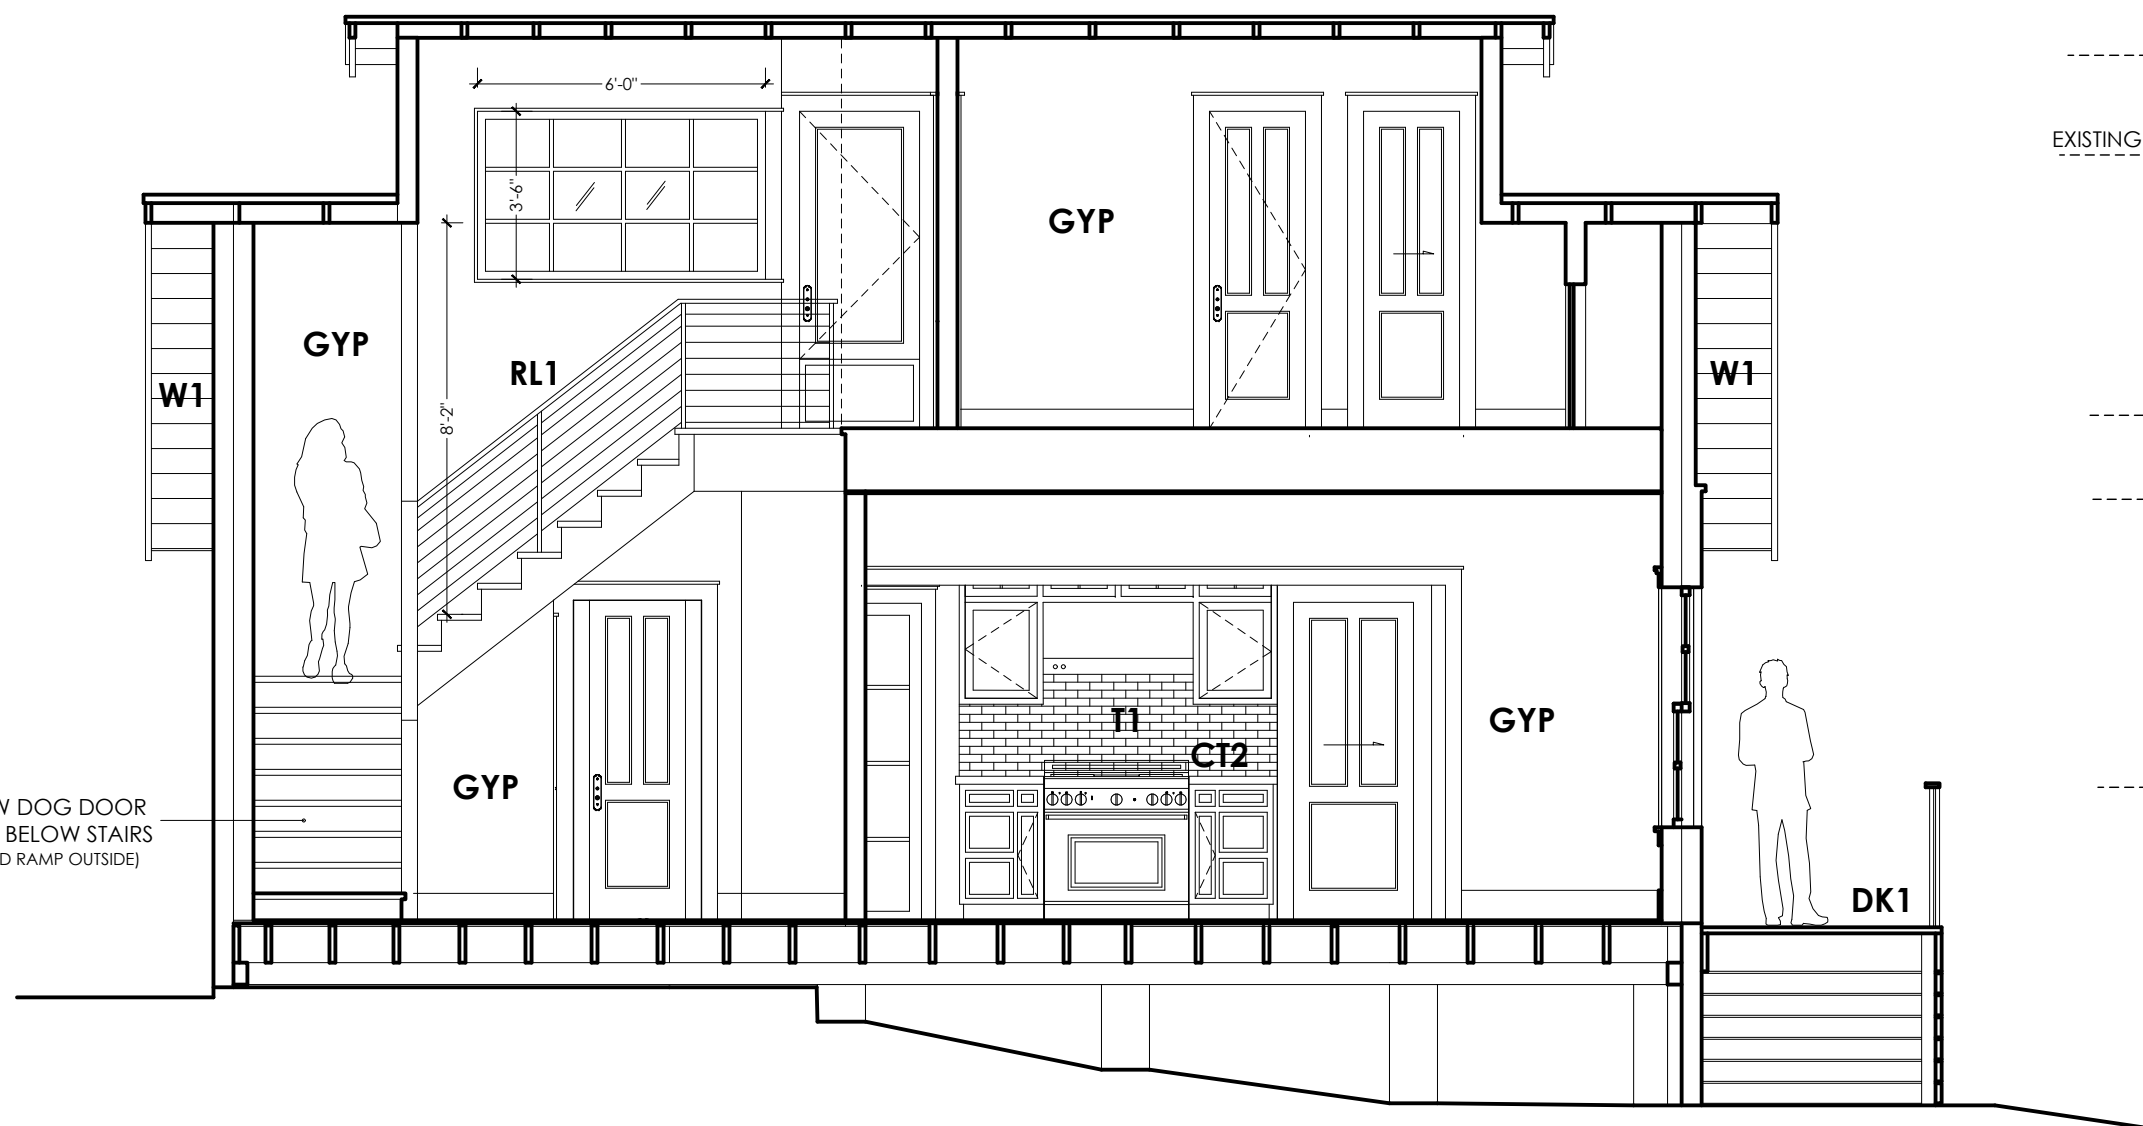 6'-0"
EXISTING
3'-6"
GYP
GYP
RL1
W1
W1
8'-2"
T1
GYP
CT2
GYP
DOG DOOR
BELOW STAIRS
RAMP OUTSIDE)
DK1